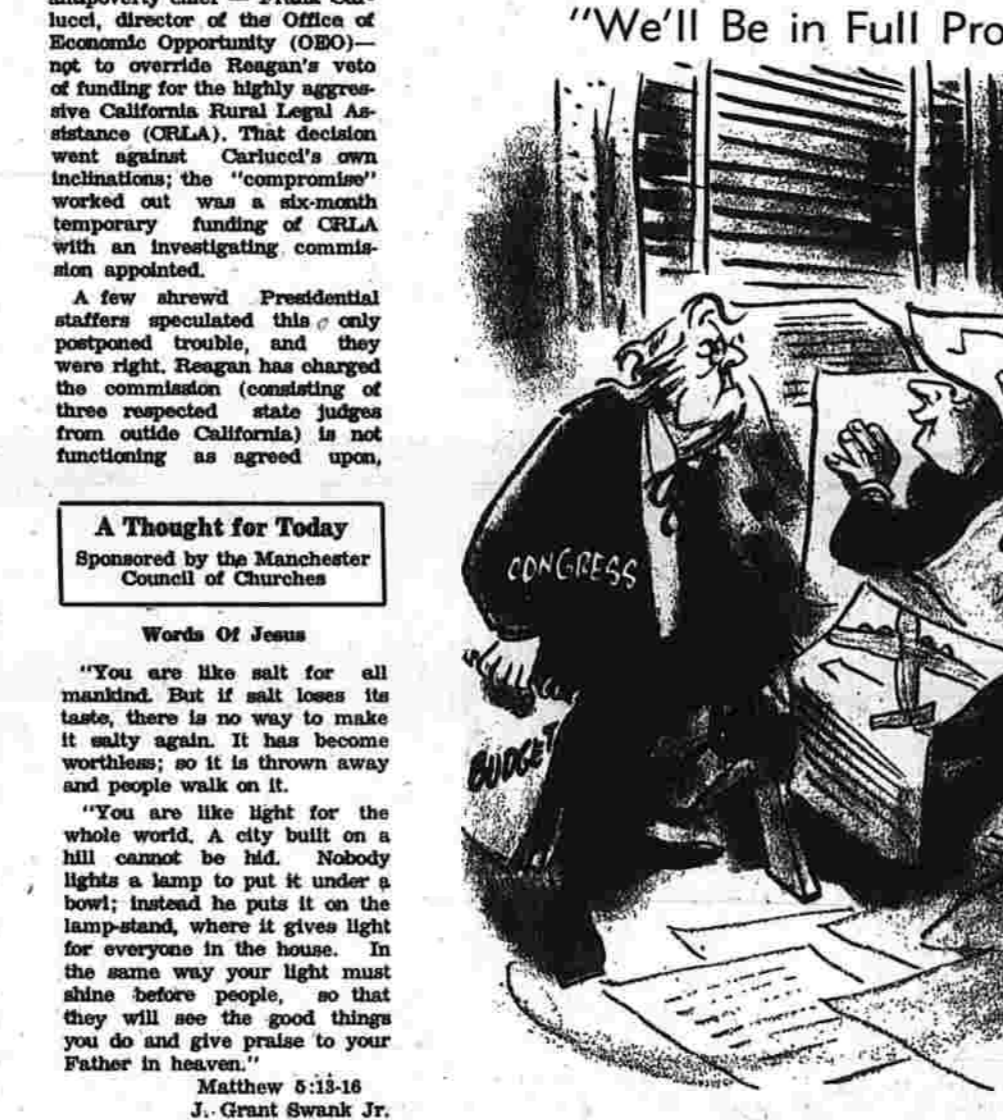 antipoverty chief — Frank Car-
lucci, director of the Office of
Economic Opportunity (OEO)—
not to override Reagan's veto
of funding for the highly aggres-
sive California Rural Legal As-
sistance (CRLA). That decision
went against Carlucci's own
inclinations; the "compromise"
worked out was a six-month
temporary funding of CRLA
with an investigating commis-
sion appointed.
A few shrewd Presidential
staffers speculated this only
postponed trouble, and they
were right. Reagan has charged
the commission (consisting of
three respected state judges
from outide California) is not
functioning as agreed upon,
A Thought for Today
Sponsored by the Manchester
Council of Churches
Words Of Jesus
"You are like salt for all
mankind. But if salt loses its
taste, there is no way to make
it salty again. It has become
worthless; so it is thrown away
and people walk on it.
"You are like light for the
whole world. A city built on a
hill cannot be hid. Nobody
lights a lamp to put it under a
bowl; instead he puts it on the
lamp-stand, where it gives light
for everyone in the house. In
the same way your light must
shine before people, so that
they will see the good things
you do and give praise to your
Father in heaven."
Matthew 5:13-16
J. Grant Swank Jr.
"We'll Be in Full Pro
CONGRESS
BUDGET